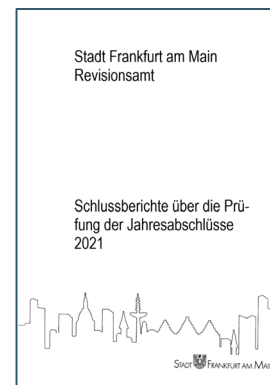 Stadt Frankfurt am Main
Revisionsamt
Schlussberichte über die Prü-
fung der Jahresabschlüsse
2021
STADT FRANKFURT AM MAIN